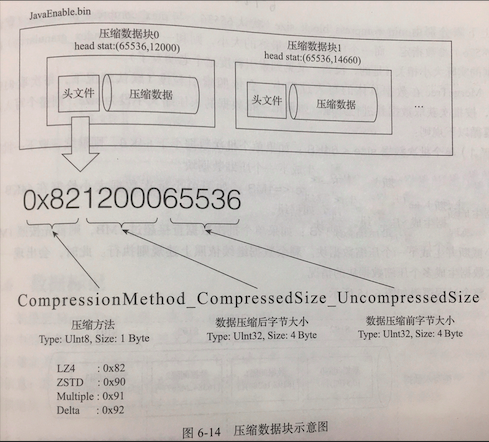 JavaEnable.bin
压缩数据块0
head stat:(65536,12000)
头文件
压缩数据
压缩数据块1
head stat:(65536,14660)
头文件
压缩数据
...
0x821200065536
CompressionMethod_CompressedSize_UncompressedSize
压缩方法
Type: UInt8, Size: 1 Byte
数据压缩后字节大小
Type: UInt32, Size: 4 Byte
数据压缩前字节大小
Type: UInt32, Size: 4 Byte
LZ4 : 0x82
ZSTD : 0x90
Multiple : 0x91
Delta : 0x92
图 6-14 压缩数据块示意图